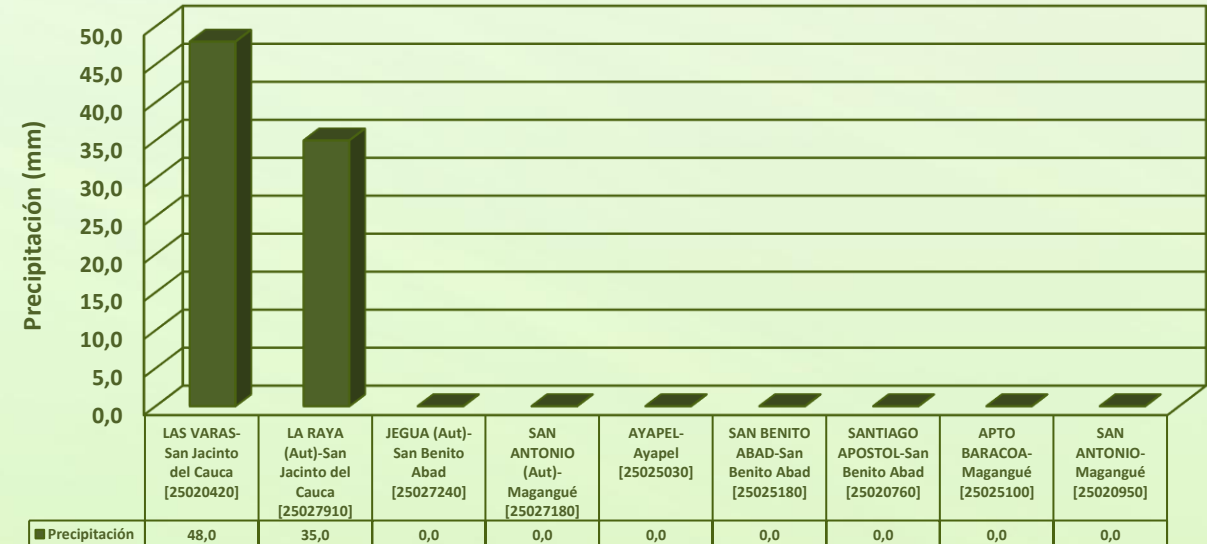 Precipitación (mm)
50,0
45,0
40,0
35,0
30,0
25,0
20,0
15,0
10,0
5,0
0,0
LAS VARAS-
San Jacinto
del Cauca
[25020420]
LA RAYA
(Aut)-San
Jacinto del
Cauca
[25027910]
JEGUA (Aut)-
San Benito
Abad
[25027240]
SAN
ANTONIO
(Aut)-
Magangué
[25027180]
AYAPEL-
Ayapel
[25025030]
SAN BENITO
ABAD-San
Benito Abad
[25025180]
SANTIAGO
APOSTOL-San
Benito Abad
[25020760]
APTO
BARACOA-
Magangué
[25025100]
SAN
ANTONIO-
Magangué
[25020950]
Precipitación 48,0 35,0 0,0 0,0 0,0 0,0 0,0 0,0 0,0